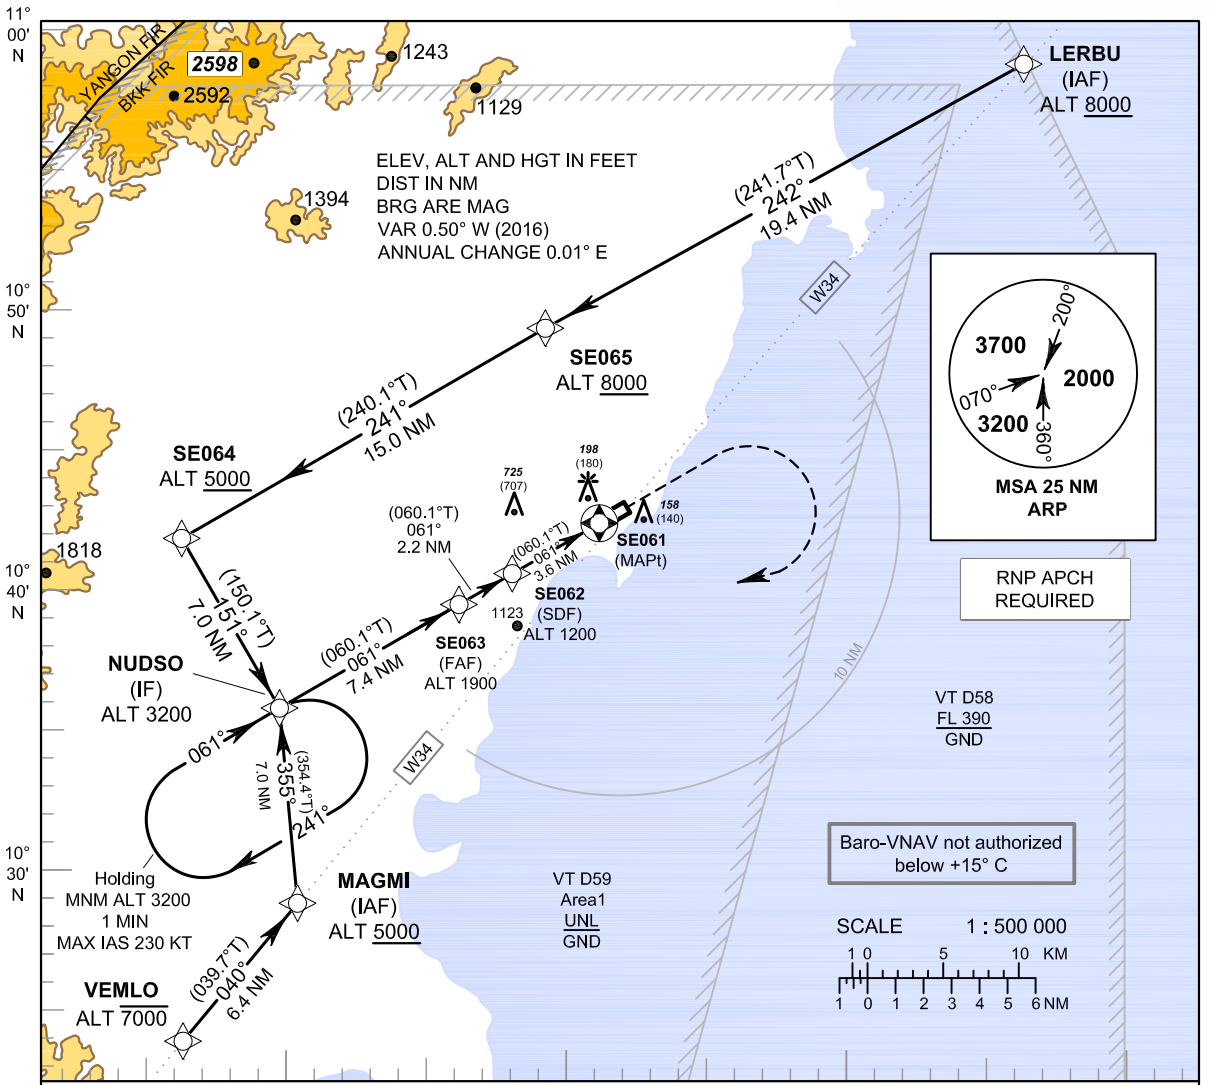 11°
00'
N
YANGON FIR
BKK FIR
2598
2592
1243
1129
1394
LERBU
(IAF)
ALT 8000
ELEV, ALT AND HGT IN FEET
DIST IN NM
BRG ARE MAG
VAR 0.50° W (2016)
ANNUAL CHANGE 0.01° E
(241.7°T)
242°
19.4 NM
10°
50'
N
W34
SE065
ALT 8000
200°
3700
070°
2000
3200
360°
MSA 25 NM
ARP
(240.1°T)
241°
15.0 NM
SE064
ALT 5000
725
(707)
198
(180)
158
(140)
(060.1°T)
061°
2.2 NM
(060.1°T)
061°
3.6 NM
SE061
(MAPt)
1818
10°
40'
N
RNP APCH
REQUIRED
(150.1°T)
151°
7.0 NM
SE062
(SDF)
ALT 1200
1123
SE063
(FAF)
ALT 1900
(060.1°T)
061°
7.4 NM
NUDSO
(IF)
ALT 3200
10 NM
VT D58
FL 390
GND
061°
W34
(354.4°T)
355°
7.0 NM
241°
Baro-VNAV not authorized
below +15° C
10°
30'
N
Holding
MNM ALT 3200
1 MIN
MAX IAS 230 KT
MAGMI
(IAF)
ALT 5000
VT D59
Area1
UNL
GND
SCALE 1 : 500 000
1 0 5 10 KM
1 0 1 2 3 4 5 6 NM
(039.7°T)
040°
6.4 NM
VEMLO
ALT 7000